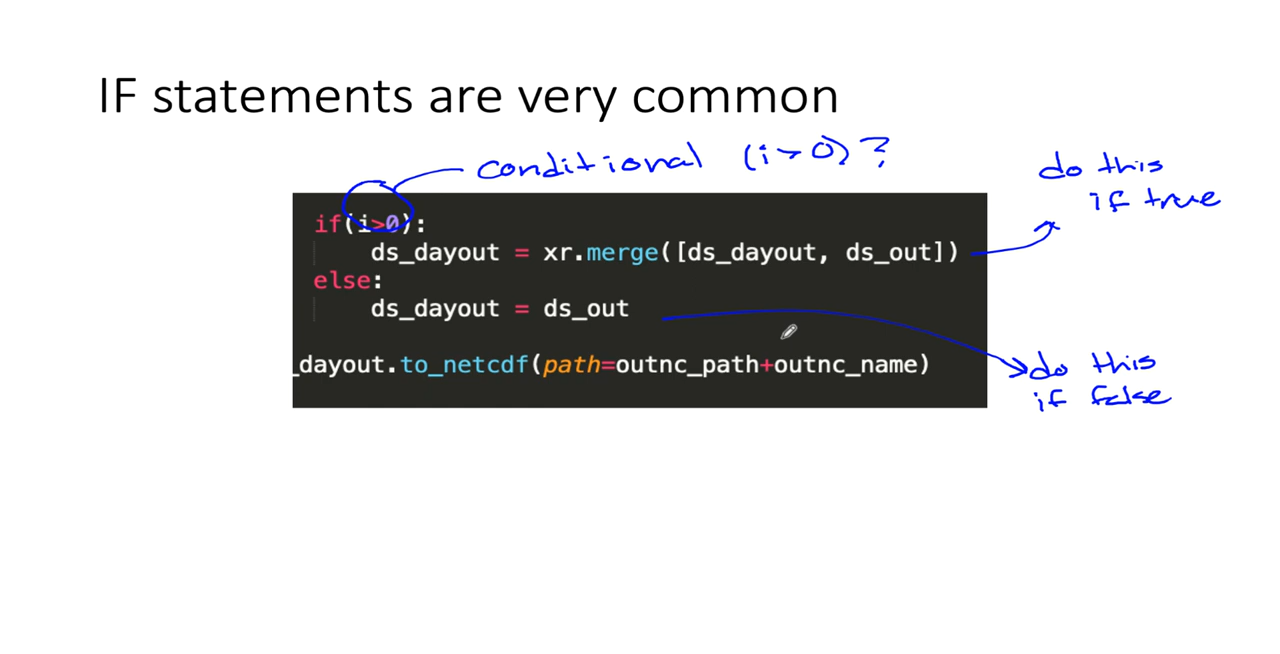 IF statements are very common
conditional (i>0)?
do this
if true
if(i>0):
ds_dayout = xr.merge([ds_dayout, ds_out])
else:
ds_dayout = ds_out
_dayout.to_netcdf(path=outnc_path+outnc_name)
do this
if false